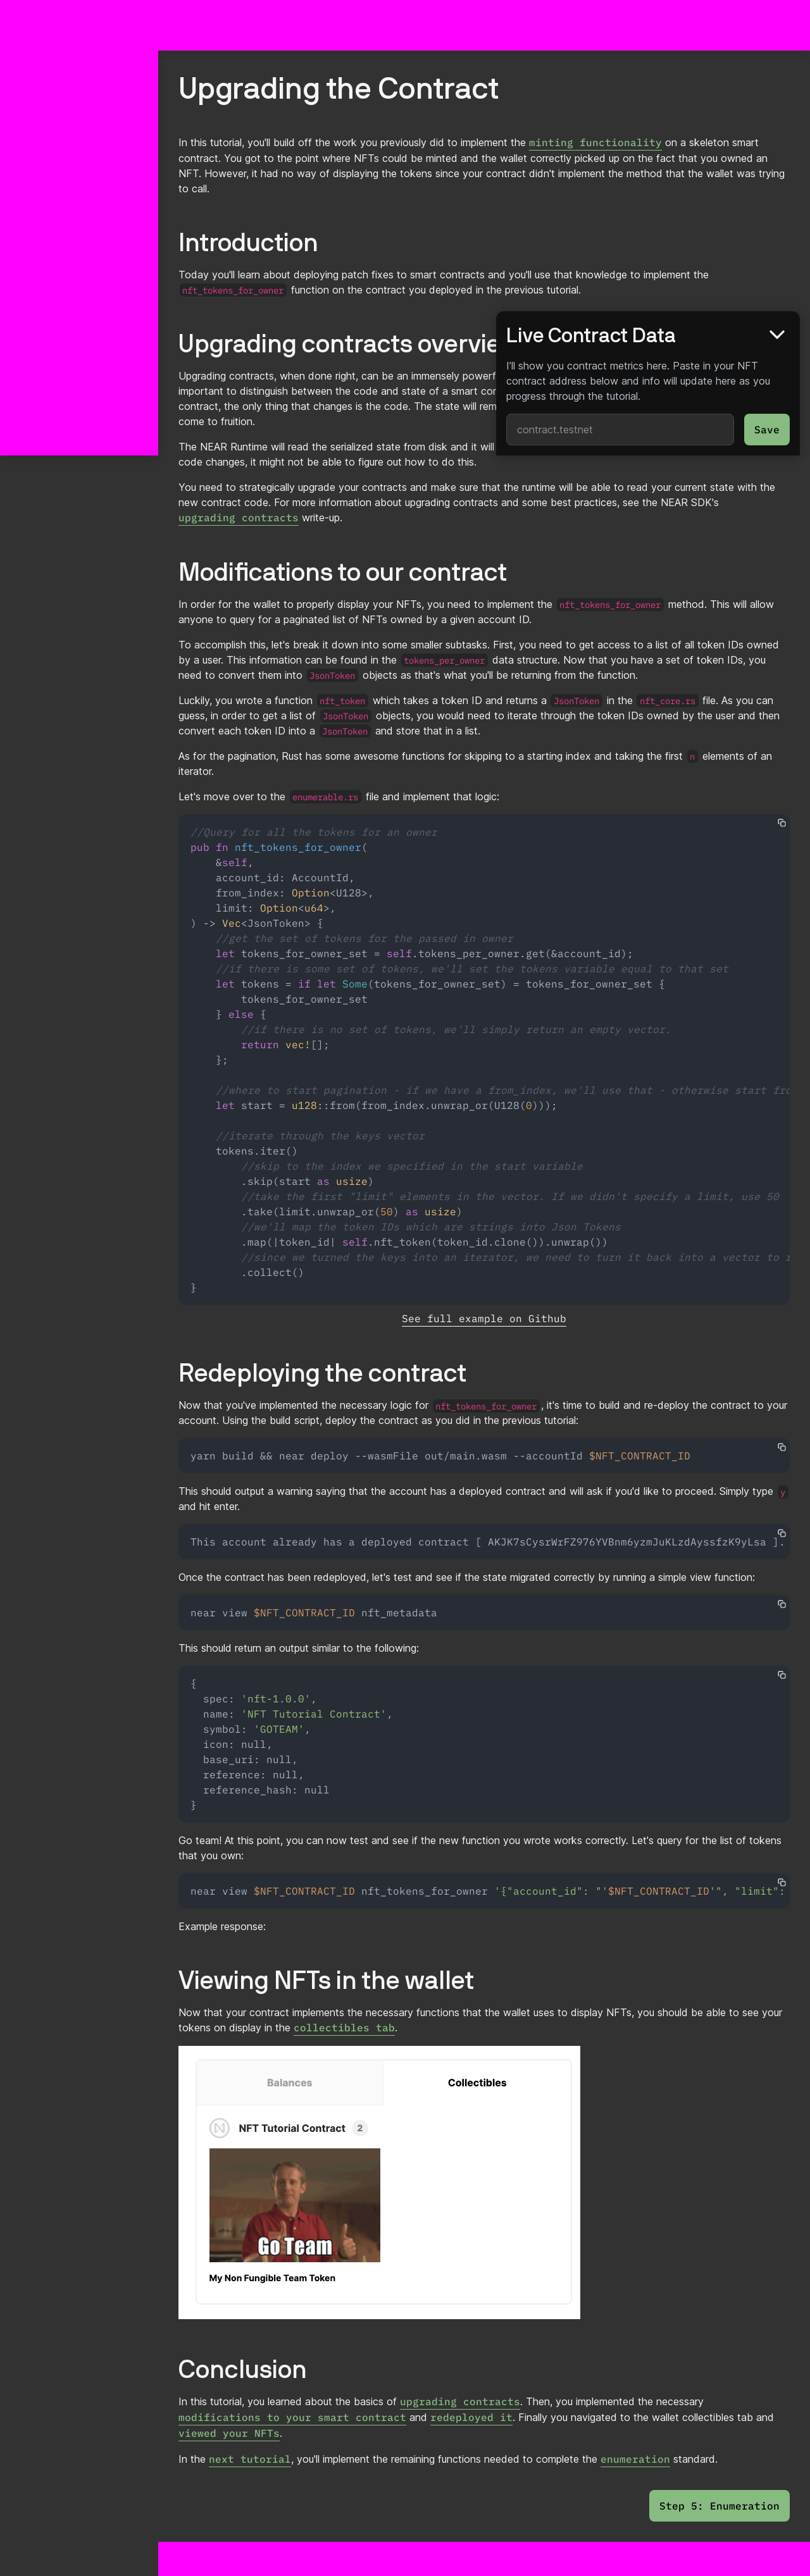 Upgrading the Contract
In this tutorial, you'll build off the work you previously did to implement the minting functionality on a skeleton smart
contract. You got to the point where NFTs could be minted and the wallet correctly picked up on the fact that you owned an
NFT. However, it had no way of displaying the tokens since your contract didn't implement the method that the wallet was trying
to call.
Introduction
Today you'll learn about deploying patch fixes to smart contracts and you'll use that knowledge to implement the
nft_tokens_for_owner function on the contract you deployed in the previous tutorial.
Upgrading contracts
Upgrading contracts, when done right, can be an immensely
important to distinguish between the code and state of a smart
contract, the only thing that changes is the code. The state will
come to fruition.
The NEAR Runtime will read the serialized state from disk and it will
code changes, it might not be able to figure out how to do this.
Live Contract Data
I'll show you contract metrics here. Paste in your NFT
contract address below and info will update here as you
progress through the tutorial.
contract.testnet
Save
You need to strategically upgrade your contracts and make sure that the runtime will be able to read your current state with the
new contract code. For more information about upgrading contracts and some best practices, see the NEAR SDK's
upgrading contracts write-up.
Modifications to our contract
In order for the wallet to properly display your NFTs, you need to implement the nft_tokens_for_owner method. This will allow
anyone to query for a paginated list of NFTs owned by a given account ID.
To accomplish this, let's break it down into some smaller subtasks. First, you need to get access to a list of all token IDs owned
by a user. This information can be found in the tokens_per_owner data structure. Now that you have a set of token IDs, you
need to convert them into JsonToken objects as that's what you'll be returning from the function.
Luckily, you wrote a function nft_token which takes a token ID and returns a JsonToken in the nft_core.rs file. As you can
guess, in order to get a list of JsonToken objects, you would need to iterate through the token IDs owned by the user and then
convert each token ID into a JsonToken and store that in a list.
As for the pagination, Rust has some awesome functions for skipping to a starting index and taking the first n elements of an
iterator.
Let's move over to the enumerable.rs file and implement that logic:
//Query for all the tokens for an owner
pub fn nft_tokens_for_owner(
&self,
account_id: AccountId,
from_index: Option<U128>,
limit: Option<u64>,
) -> Vec<JsonToken> {
//get the set of tokens for the passed in owner
let tokens_for_owner_set = self.tokens_per_owner.get(&account_id);
//if there is some set of tokens, we'll set the tokens variable equal to that set
let tokens = if let Some(tokens_for_owner_set) = tokens_for_owner_set {
tokens_for_owner_set
} else {
//if there is no set of tokens, we'll simply return an empty vector.
return vec![];
};
//where to start pagination - if we have a from_index, we'll use that - otherwise start
let start = u128::from(from_index.unwrap_or(U128(0)));
//iterate through the keys vector
tokens.iter()
//skip to the index we specified in the start variable
.skip(start as usize)
//take the first "limit" elements in the vector. If we didn't specify a limit, use 50
.take(limit.unwrap_or(50) as usize)
//we'll map the token IDs which are strings into Json Tokens
.map(|token_id| self.nft_token(token_id.clone()).unwrap())
//since we turned the keys into an iterator, we need to turn it back into a vector to
.collect()
}
See full example on Github
Redeploying the contract
Now that you've implemented the necessary logic for nft_tokens_for_owner, it's time to build and re-deploy the contract to your
account. Using the build script, deploy the contract as you did in the previous tutorial:
yarn build && near deploy --wasmFile out/main.wasm --accountId $NFT_CONTRACT_ID
This should output a warning saying that the account has a deployed contract and will ask if you'd like to proceed. Simply type y
and hit enter.
This account already has a deployed contract [ AKJK7sCysrWrFZ976YVBnm6yzmJuKLzdAyssfzK9yLsa ].
Once the contract has been redeployed, let's test and see if the state migrated correctly by running a simple view function:
near view $NFT_CONTRACT_ID nft_metadata
This should return an output similar to the following:
{
spec: 'nft-1.0.0',
name: 'NFT Tutorial Contract',
symbol: 'GOTEAM',
icon: null,
base_uri: null,
reference: null,
reference_hash: null
}
Go team! At this point, you can now test and see if the new function you wrote works correctly. Let's query for the list of tokens
that you own:
near view $NFT_CONTRACT_ID nft_tokens_for_owner '{"account_id": "'$NFT_CONTRACT_ID'", "limit":
Example response:
Viewing NFTs in the wallet
Now that your contract implements the necessary functions that the wallet uses to display NFTs, you should be able to see your
tokens on display in the collectibles tab.
Balances
Collectibles
NFT Tutorial Contract 2
Go Team
My Non Fungible Team Token
Conclusion
In this tutorial, you learned about the basics of upgrading contracts. Then, you implemented the necessary
modifications to your smart contract and redeployed it. Finally you navigated to the wallet collectibles tab and
viewed your NFTs.
In the next tutorial, you'll implement the remaining functions needed to complete the enumeration standard.
Step 5: Enumeration